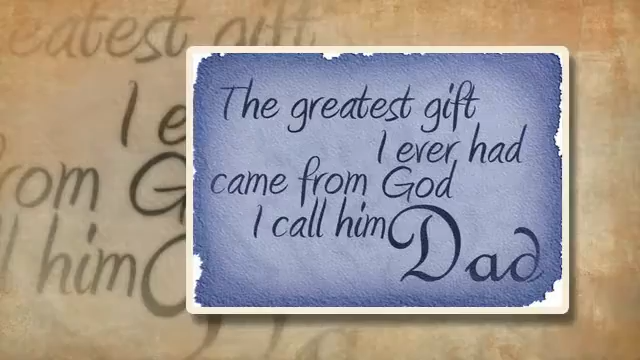 The greatest gift
I ever had
came from God
I call him Dad